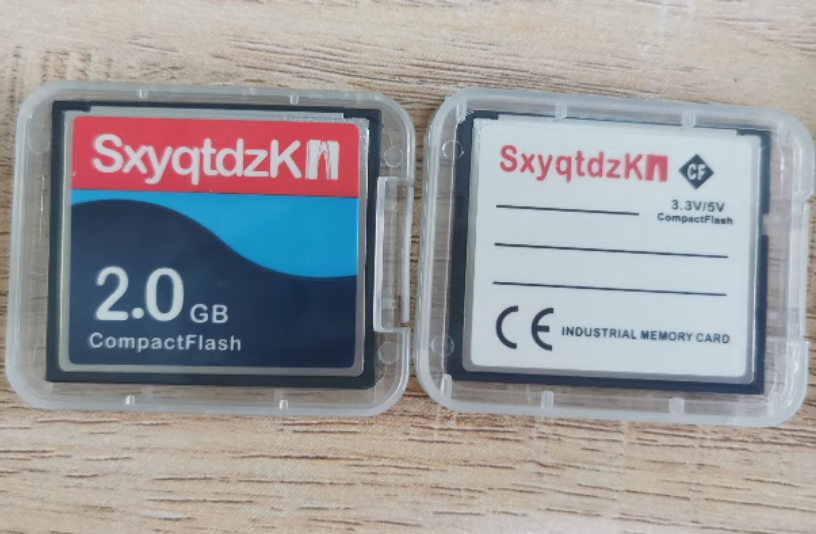 SxyqtdzKn
2.0 GB
CompactFlash
SxyqtdzKn
CF
3.3V/5V
CompactFlash
CE INDUSTRIAL MEMORY CARD